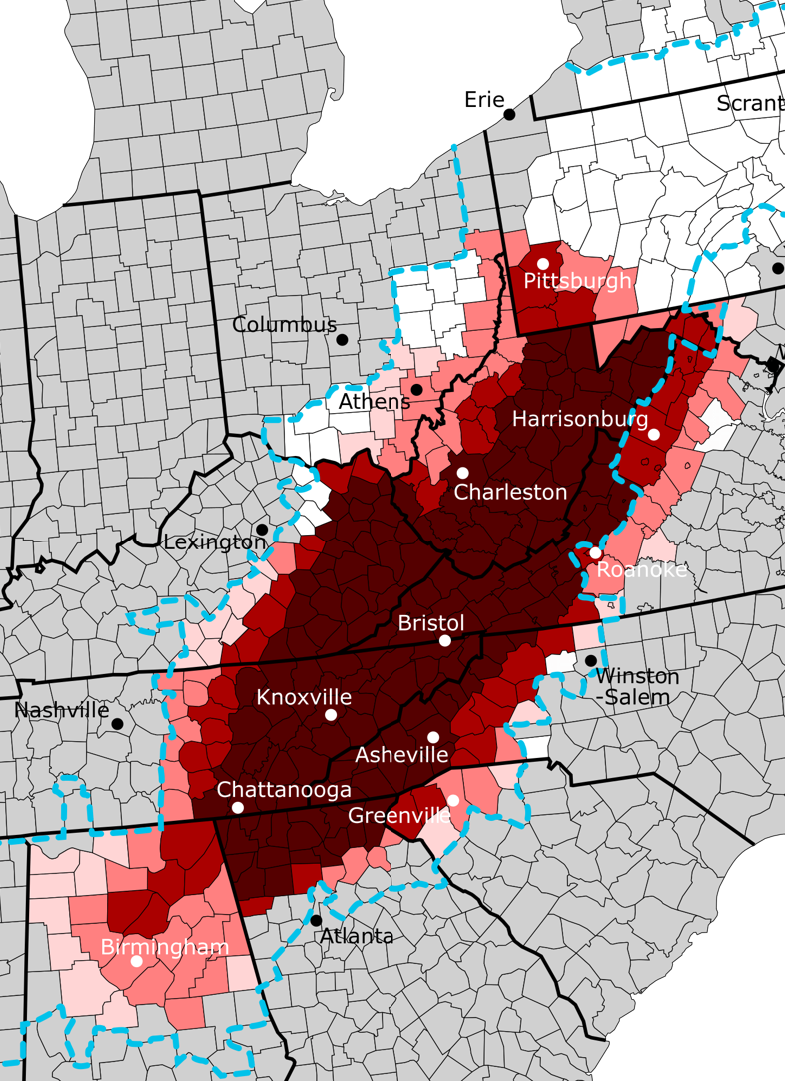 Erie
Scrant
Pittsburgh
Columbus
Athens
Harrisonburg
Charleston
Lexington
Roanoke
Bristol
Winston
-Salem
Knoxville
Nashville
Asheville
Chattanooga
Greenville
Atlanta
Birmingham